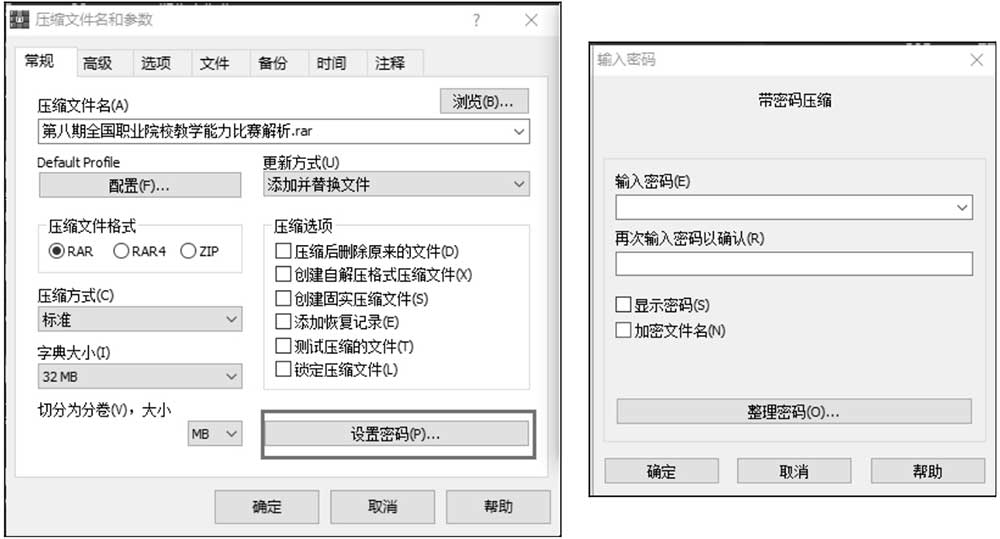 压缩文件名和参数
?
常规 高级 选项 文件 备份 时间 注释
压缩文件名(A)
浏览(B)...
第八期全国职业院校教学能力比赛解析.rar
Default Profile
配置(F)...
更新方式(U)
添加并替换文件
压缩文件格式
RAR RAR4 ZIP
压缩方式(C)
标准
字典大小(I)
32 MB
切分为分卷(V)，大小
MB
压缩选项
压缩后删除原来的文件(D)
创建自解压格式压缩文件(X)
创建固实压缩文件(S)
添加恢复记录(E)
测试压缩的文件(T)
锁定压缩文件(L)
设置密码(P)...
确定 取消 帮助
输入密码
带密码压缩
输入密码(E)
再次输入密码以确认(R)
显示密码(S)
加密文件名(N)
整理密码(O)...
确定 取消 帮助